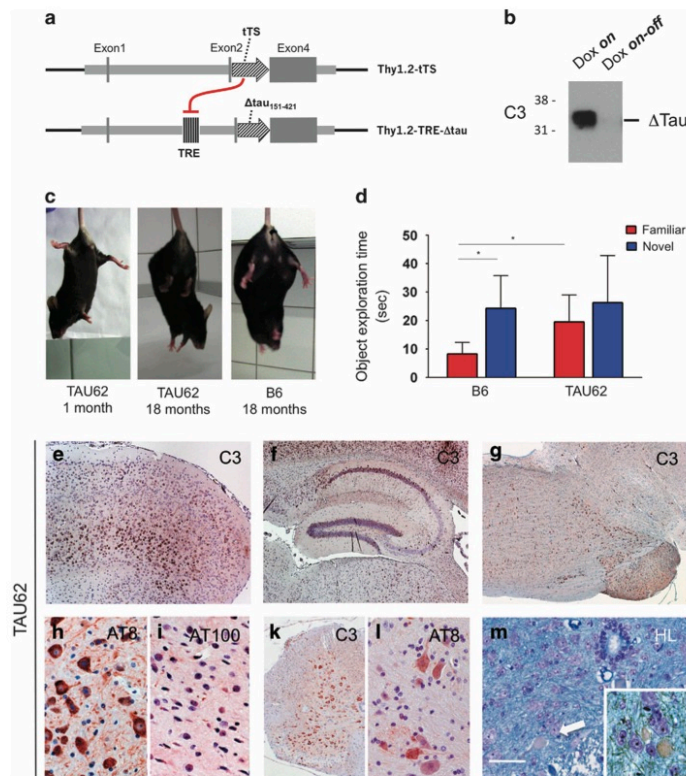 a
tTS
Exon1
Exon2
Exon4
Thy1.2-tTS
Δtau151-421
Thy1.2-TRE-Δtau
TRE
b
Dox on
Dox on-off
C3
38 -
31 -
ΔTau
c
TAU62
1 month
TAU62
18 months
B6
18 months
d
Familiar
Novel
Object exploration time
(sec)
50
40
30
20
10
0
*
*
B6
TAU62
TAU62
e
C3
f
C3
g
C3
h
AT8
i
AT100
k
C3
l
AT8
m
HL